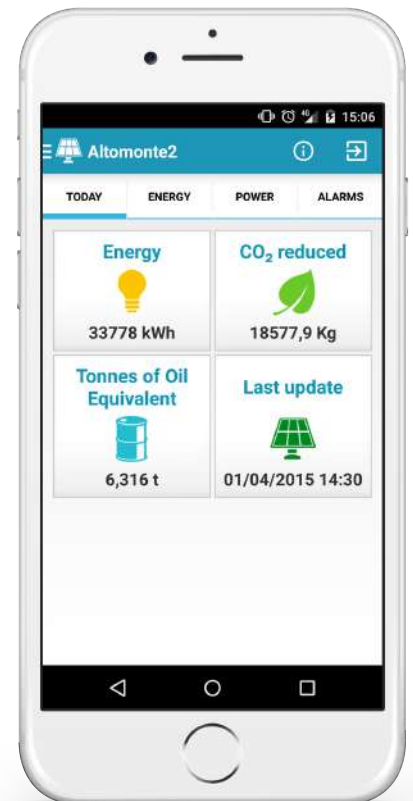 4G 15:06
Altomonte2
TODAY ENERGY POWER ALARMS
Energy
33778 kWh
CO₂ reduced
18577,9 Kg
Tonnes of Oil
Equivalent
6,316 t
Last update
01/04/2015 14:30